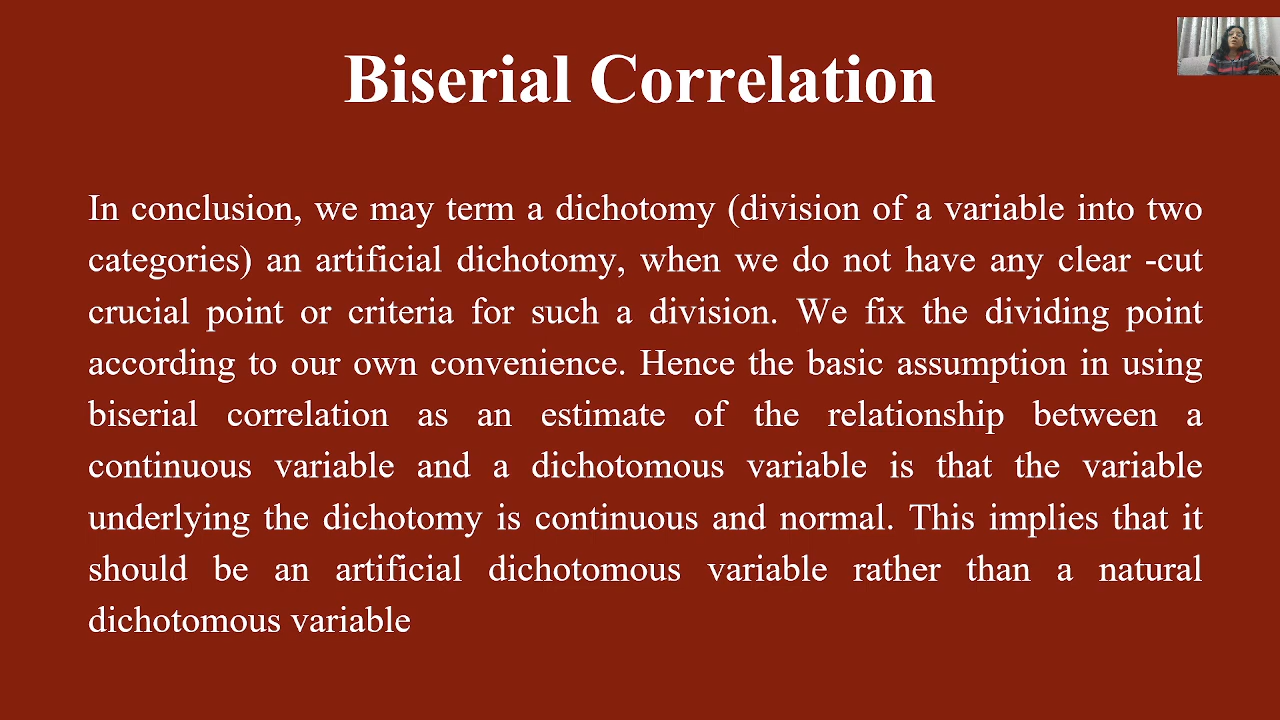 Biserial Correlation
In conclusion, we may term a dichotomy (division of a variable into two
categories) an artificial dichotomy, when we do not have any clear -cut
crucial point or criteria for such a division. We fix the dividing point
according to our own convenience. Hence the basic assumption in using
biserial correlation as an estimate of the relationship between a
continuous variable and a dichotomous variable is that the variable
underlying the dichotomy is continuous and normal. This implies that it
should be an artificial dichotomous variable rather than a natural
dichotomous variable